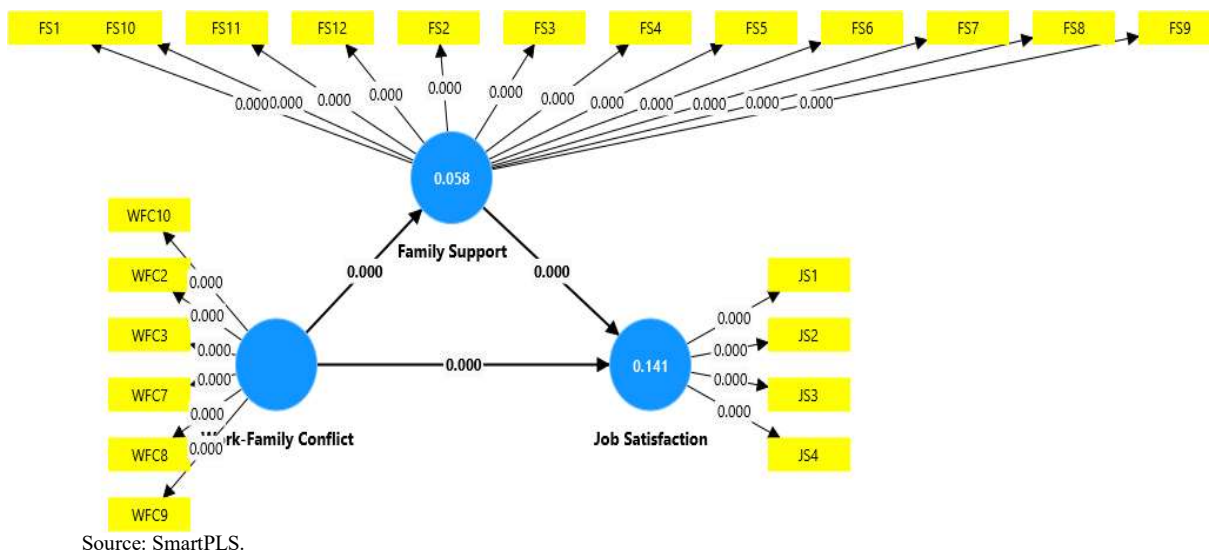 FS1 FS10 FS11 FS12 FS2 FS3 FS4 FS5 FS6 FS7 FS8 FS9
0.000 0.000 0.000 0.000 0.000 0.000 0.000 0.000 0.000 0.000 0.000 0.000
0.058
Family Support
WFC10
WFC2
WFC3
WFC7
WFC8
WFC9
0.000
0.000
0.000
0.000
0.000
0.000
0.000
0.000
0.000
0.141
Family Conflict
Job Satisfaction
0.000
0.000
0.000
0.000
JS1
JS2
JS3
JS4
Source: SmartPLS.